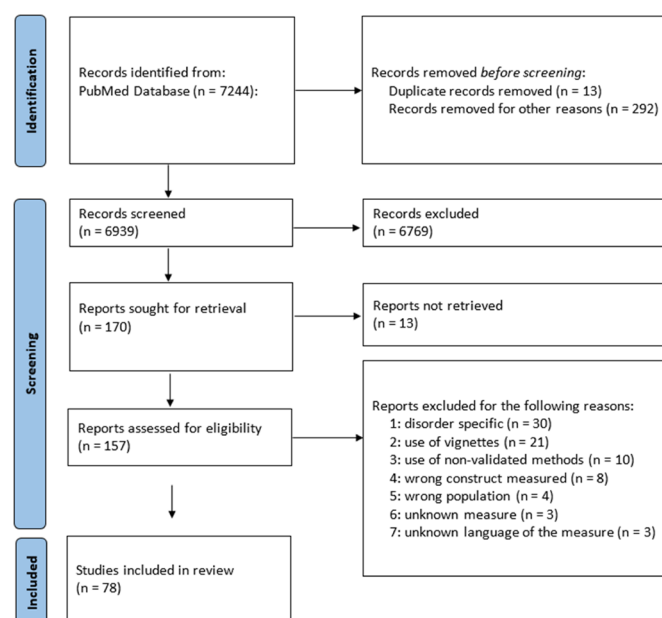 Identification
Records identified from:
PubMed Database (n = 7244):
Records removed before screening:
Duplicate records removed (n = 13)
Records removed for other reasons (n = 292)
Screening
Records screened
(n = 6939)
Records excluded
(n = 6769)
Reports sought for retrieval
(n = 170)
Reports not retrieved
(n = 13)
Reports assessed for eligibility
(n = 157)
Reports excluded for the following reasons:
1: disorder specific (n = 30)
2: use of vignettes (n = 21)
3: use of non-validated methods (n = 10)
4: wrong construct measured (n = 8)
5: wrong population (n = 4)
6: unknown measure (n = 3)
7: unknown language of the measure (n = 3)
Included
Studies included in review
(n = 78)